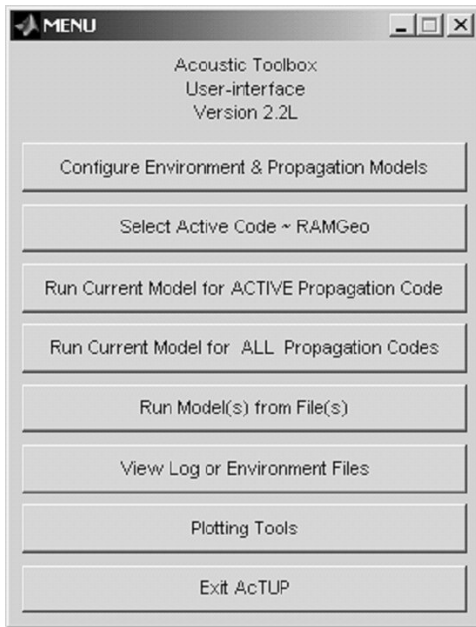 MENU
Acoustic Toolbox
User-interface
Version 2.2L
Configure Environment & Propagation Models
Select Active Code ~ RAMGeo
Run Current Model for ACTIVE Propagation Code
Run Current Model for ALL Propagation Codes
Run Model(s) from File(s)
View Log or Environment Files
Plotting Tools
Exit AcTUP